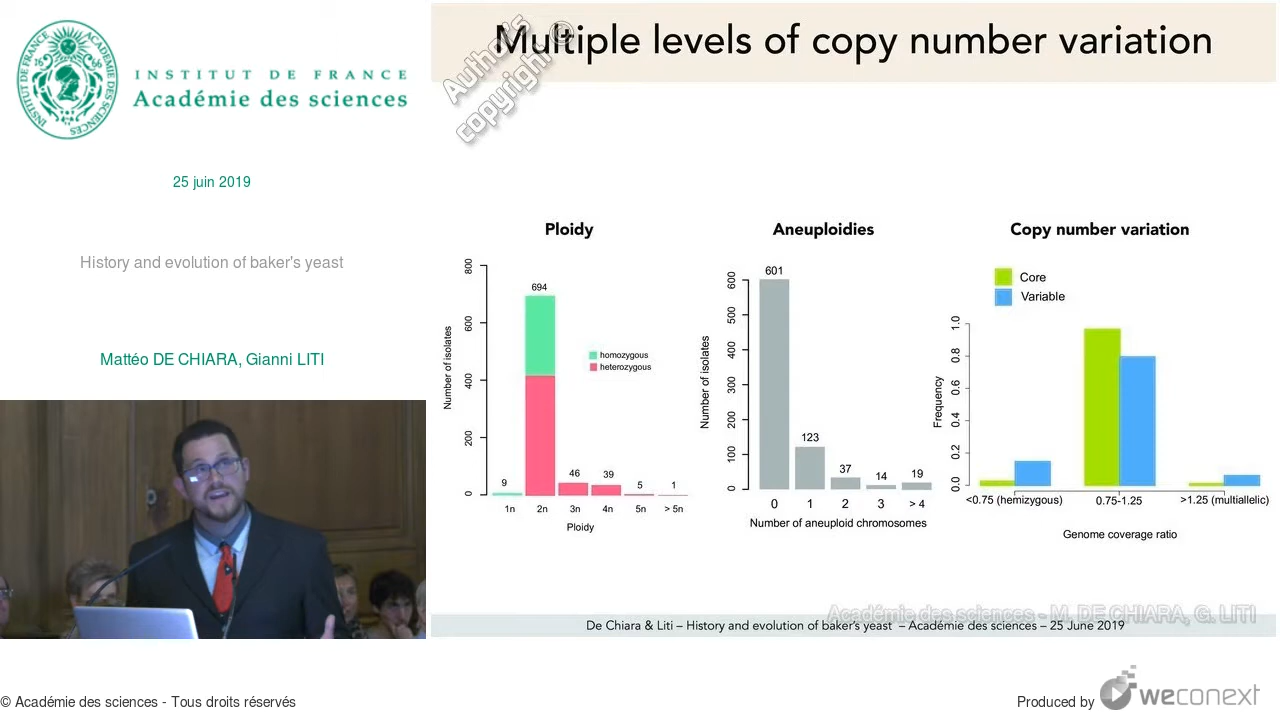 INSTITUT DE FRANCE
Académie des sciences
INSTITUT DE FRANCE
ACADÉMIE DES SCIENCES
25 juin 2019
History and evolution of baker's yeast
Mattéo DE CHIARA, Gianni LITI
Multiple levels of copy number variation
Author's
copyright ©
Ploidy
Number of isolates
800
600
400
200
0
694
9
46
39
5
1
homozygous
heterozygous
1n
2n
3n
4n
5n
> 5n
Ploidy
Aneuploidies
Number of isolates
600
500
400
300
200
100
0
601
123
37
14
19
0
1
2
3
> 4
Number of aneuploid chromosomes
Copy number variation
Core
Variable
Frequency
1.0
0.8
0.6
0.4
0.2
0.0
<0.75 (hemizygous)
0.75-1.25
>1.25 (multiallelic)
Genome coverage ratio
Académie des sciences - M. DE CHIARA, G. LITI
De Chiara & Liti – History and evolution of baker's yeast – Académie des sciences – 25 June 2019
© Académie des sciences - Tous droits réservés
Produced by
weconext